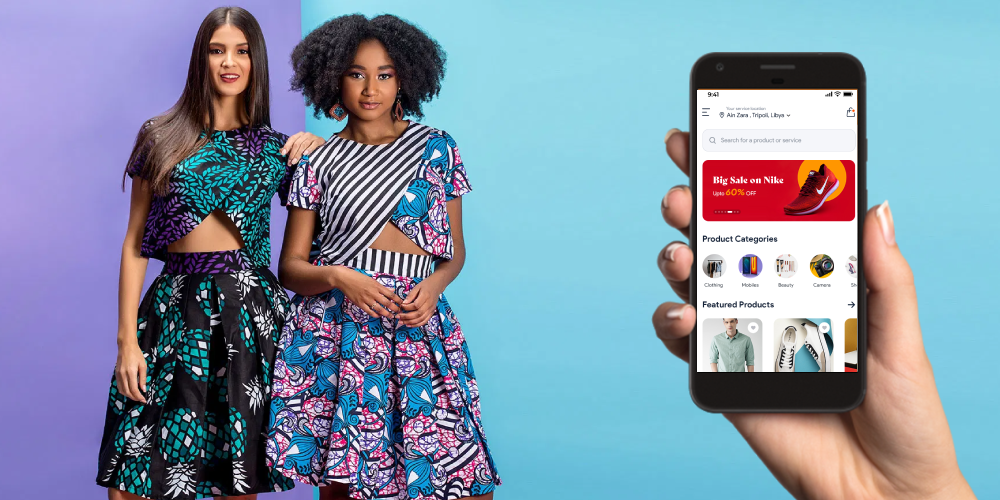 9:41
Your service location
Ain Zara , Tripoli, Libya
Search for a product or service
Big Sale on Nike
Upto 60% OFF
Product Categories
Clothing Mobiles Beauty Camera Sh
Featured Products